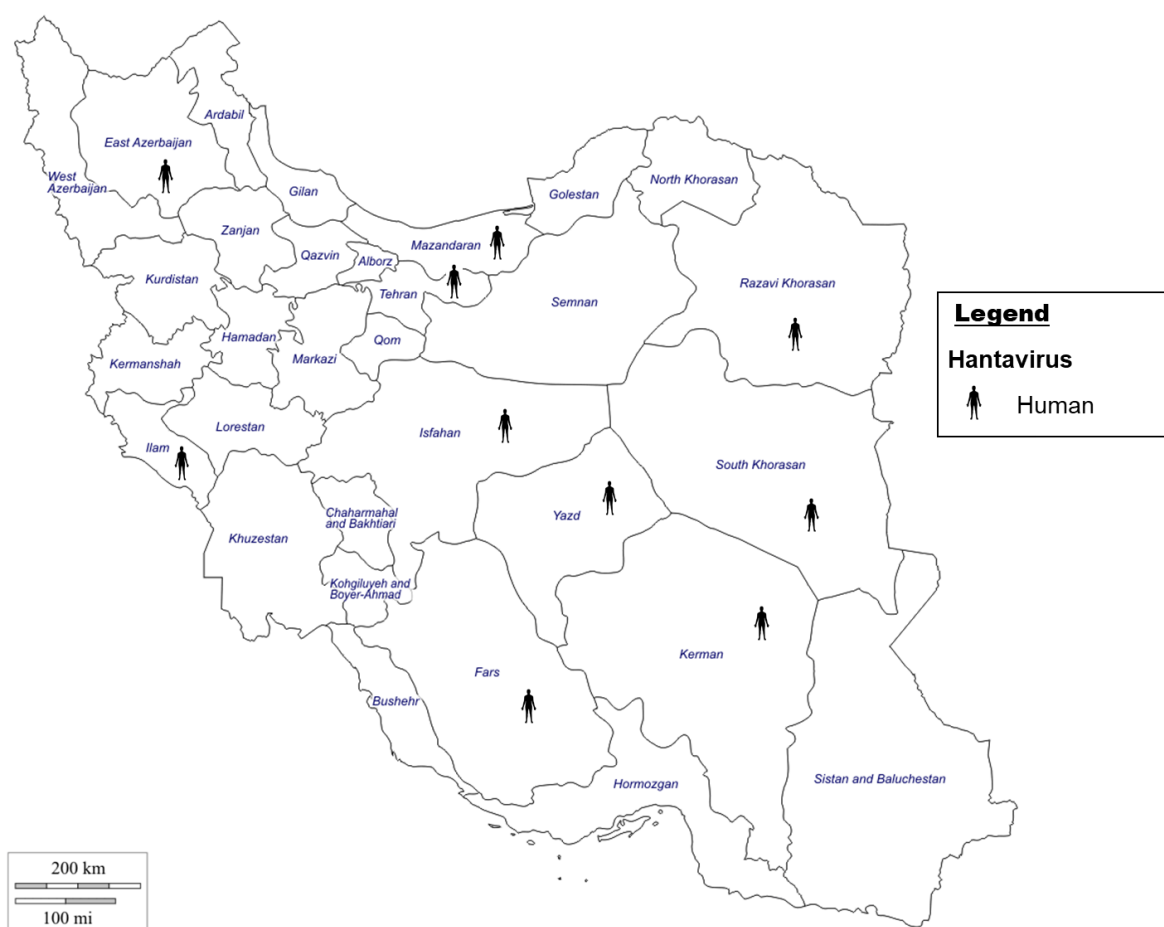 Ardabil
East Azerbaijan
West
Azerbaijan
Gilan
Golestan
North Khorasan
Zanjan
Mazandaran
Qazvin
Alborz
Kurdistan
Tehran
Semnan
Razavi Khorasan
Hamadan
Qom
Kermanshah
Markazi
Legend
Hantavirus
Human
Lorestan
Isfahan
Ilam
South Khorasan
Chaharmahal
and Bakhtiari
Yazd
Khuzestan
Kohgiluyeh and
Boyer-Ahmad
Kerman
Fars
Bushehr
Hormozgan
Sistan and Baluchestan
200 km
100 mi